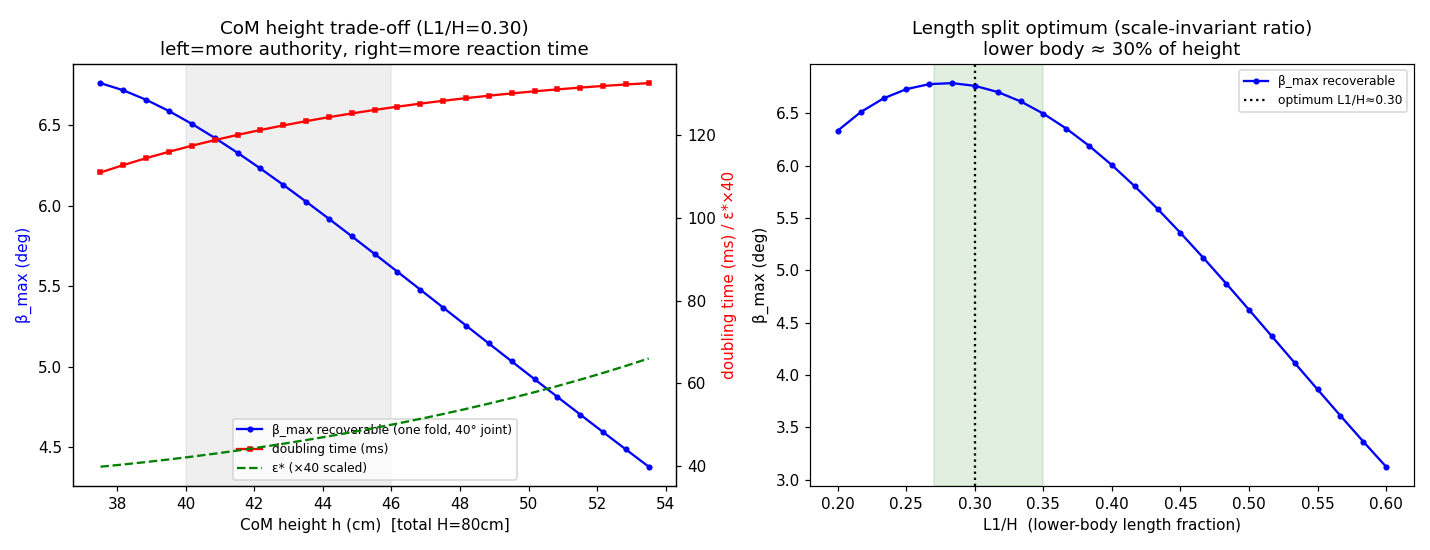 CoM height trade-off (L1/H=0.30)
left=more authority, right=more reaction time
β_max (deg)
6.5
6.0
5.5
5.0
4.5
38
40
42
44
46
48
50
52
54
CoM height h (cm)  [total H=80cm]
120
100
80
60
40
doubling time (ms) / ε*×40
β_max recoverable (one fold, 40° joint)
doubling time (ms)
ε* (×40 scaled)
Length split optimum (scale-invariant ratio)
lower body ≈ 30% of height
β_max (deg)
6.5
6.0
5.5
5.0
4.5
4.0
3.5
3.0
0.20
0.25
0.30
0.35
0.40
0.45
0.50
0.55
0.60
L1/H  (lower-body length fraction)
β_max recoverable
optimum L1/H≈0.30